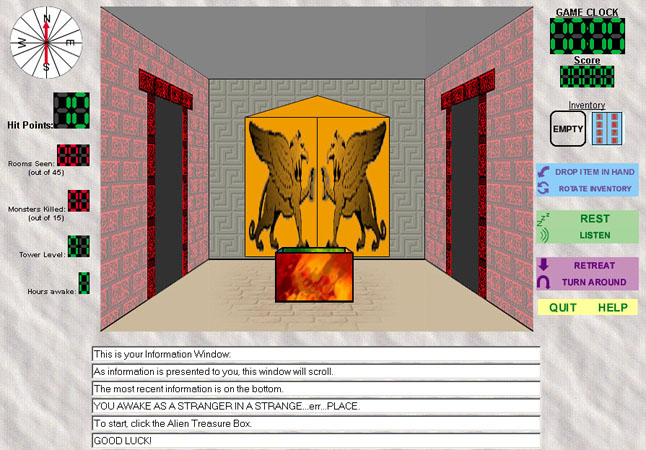 N
W
E
S
GAME CLOCK
Score
Inventory
EMPTY
Hit Points:
Rooms Seen:
(out of 45)
Monsters Killed:
(out of 15)
Tower Level:
Hours awake:
DROP ITEM IN HAND
ROTATE INVENTORY
REST
LISTEN
RETREAT
TURN AROUND
QUIT HELP
This is your Information Window:
As information is presented to you, this window will scroll.
The most recent information is on the bottom.
YOU AWAKE AS A STRANGER IN A STRANGE...err...PLACE.
To start, click the Alien Treasure Box.
GOOD LUCK!